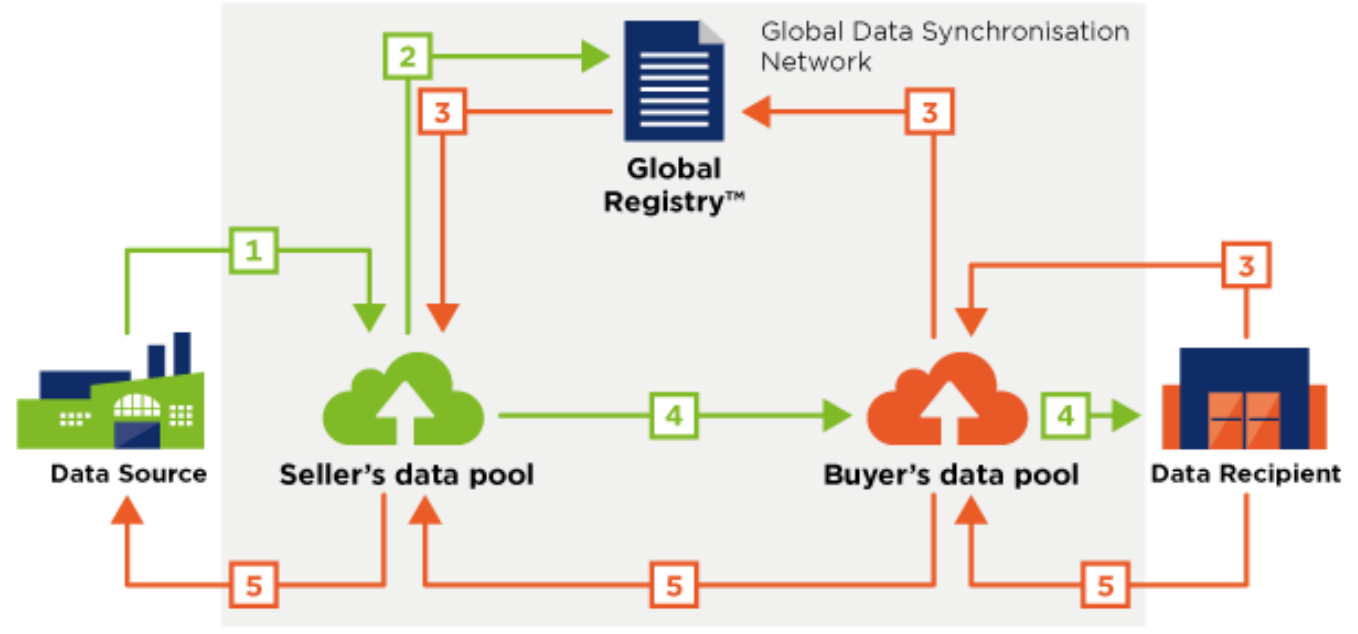 Global Data Synchronisation
Network
2
3
3
Global
Registry™
1
3
4
4
Data Source
Seller's data pool
Buyer's data pool
Data Recipient
5
5
5